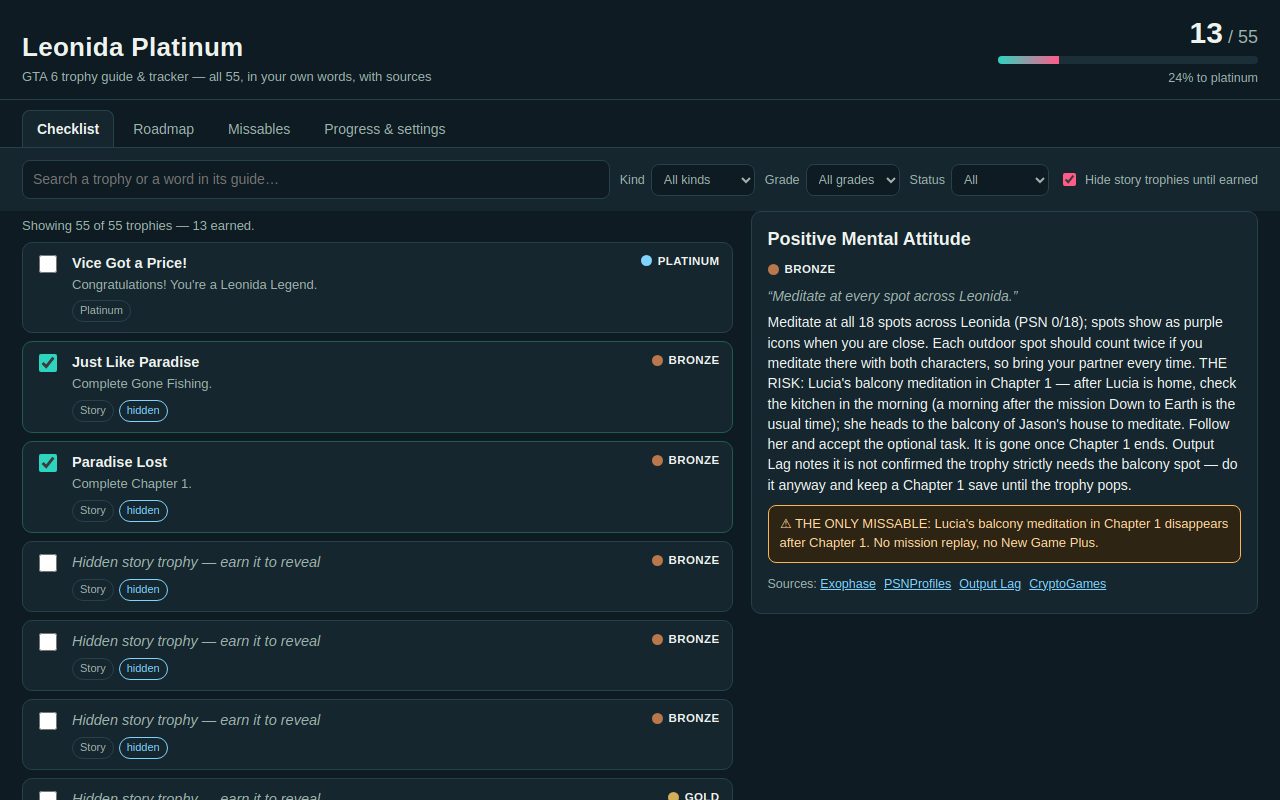 Leonida Platinum
GTA 6 trophy guide & tracker — all 55, in your own words, with sources
13 / 55
24% to platinum
Checklist
Roadmap
Missables
Progress & settings
Search a trophy or a word in its guide…
Kind
All kinds
Grade
All grades
Status
All
Hide story trophies until earned
Showing 55 of 55 trophies — 13 earned.
Vice Got a Price!
PLATINUM
Congratulations! You're a Leonida Legend.
Platinum
Just Like Paradise
BRONZE
Complete Gone Fishing.
Story
hidden
Paradise Lost
BRONZE
Complete Chapter 1.
Story
hidden
Hidden story trophy — earn it to reveal
BRONZE
Story
hidden
Hidden story trophy — earn it to reveal
BRONZE
Story
hidden
Hidden story trophy — earn it to reveal
BRONZE
Story
hidden
Hidden story trophy — earn it to reveal
GOLD
Positive Mental Attitude
BRONZE
“Meditate at every spot across Leonida.”
Meditate at all 18 spots across Leonida (PSN 0/18); spots show as purple
icons when you are close. Each outdoor spot should count twice if you
meditate there with both characters, so bring your partner every time. THE
RISK: Lucia's balcony meditation in Chapter 1 — after Lucia is home, check
the kitchen in the morning (a morning after the mission Down to Earth is the
usual time); she heads to the balcony of Jason's house to meditate. Follow
her and accept the optional task. It is gone once Chapter 1 ends. Output
Lag notes it is not confirmed the trophy strictly needs the balcony spot — do
it anyway and keep a Chapter 1 save until the trophy pops.
⚠ THE ONLY MISSABLE: Lucia's balcony meditation in Chapter 1 disappears
after Chapter 1. No mission replay, no New Game Plus.
Sources: Exophase PSNProfiles Output Lag CryptoGames